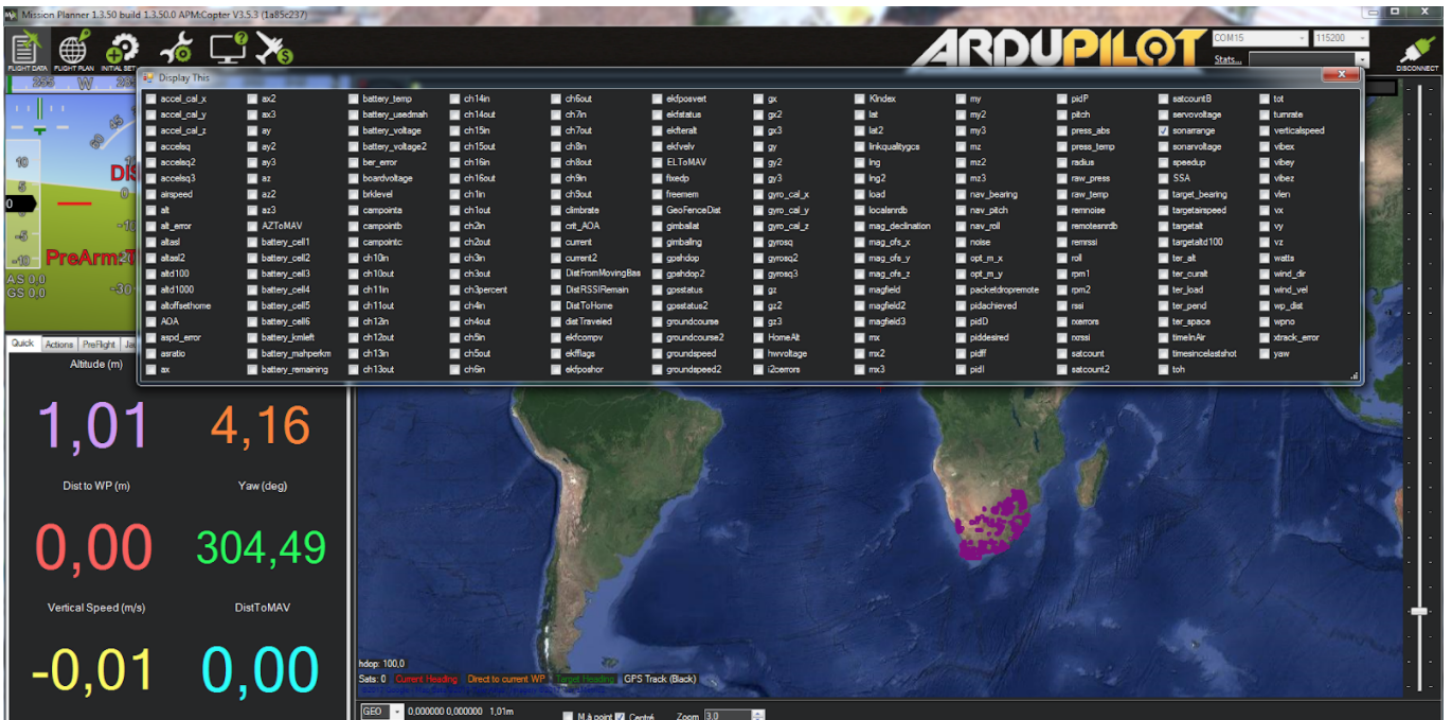 Mission Planner 1.3.50 build 1.3.50.0 APM:Copter V3.5.3 (1a85c237)
FLIGHT DATA FLIGHT PLAN INITIAL SET
ARDUPILOT
COM15 115200
Stats...
DISCONNECT
255 W 285
Display This
accel_cal_x ax2 battery_temp ch14in ch6out ekfposvert gx KIndex my pidP satcountB tot
accel_cal_y ax3 battery_usedmah ch14out ch7in ekfstatus gx2 lat my2 pitch servovoltage turnrate
accel_cal_z ay battery_voltage ch15in ch7out ekfteralt gx3 lat2 my3 press_abs sonarrange verticalspeed
accelsq ay2 battery_voltage2 ch15out ch8in ekfvelv gy linkqualitygcs mz press_temp sonarvoltage vibex
accelsq2 ay3 ber_error ch16in ch8out ELToMAV gy2 lng mz2 radius speedup vibey
accelsq3 az boardvoltage ch16out ch9in fixedp gy3 lng2 mz3 raw_press SSA vibez
airspeed az2 brklevel ch1in ch9out freemem gyro_cal_x load nav_bearing raw_temp target_bearing vlen
alt az3 campointa ch1out climbrate GeoFenceDist gyro_cal_y localsnrdb nav_pitch remnoise targetairspeed vx
alt_error AZToMAV campointb ch2in crit_AOA gimballat gyro_cal_z mag_declination nav_roll remotesnrdb targetalt vy
altasl battery_cell1 campointc ch2out current gimballng gyrosq mag_ofs_x noise remrssi targetaltd100 vz
altasl2 battery_cell2 ch10in ch3in current2 gpshdop gyrosq2 mag_ofs_y opt_m_x roll ter_alt watts
altd100 battery_cell3 ch10out ch3out DistFromMovingBas gpshdop2 gyrosq3 mag_ofs_z opt_m_y rpm1 ter_curalt wind_dir
altd1000 battery_cell4 ch11in ch3percent DistRSSIRemain gpsstatus gz magfield packetdropremote rpm2 ter_load wind_vel
altoffsethome battery_cell5 ch11out ch4in DistToHome gpsstatus2 gz2 magfield2 pidachieved rssi ter_pend wp_dist
AOA battery_cell6 ch12in ch4out distTraveled groundcourse gz3 magfield3 pidD rxerrors ter_space wpno
aspd_error battery_kmleft ch12out ch5in ekfcompv groundcourse2 HomeAlt mx piddesired rxrssi timeInAir xtrack_error
asratio battery_mahperkm ch13in ch5out ekfflags groundspeed hwvoltage mx2 pidff satcount timesincelastshot yaw
ax battery_remaining ch13out ch6in ekfposhor groundspeed2 i2cerrors mx3 pidI satcount2 toh
10
5
0
DIS
0
-10
-5
PreArm:
-10
AS 0.0
GS 0.0
-30
Quick Actions PreFlight
Altitude (m)
1,01 4,16
Dist to WP (m) Yaw (deg)
0,00 304,49
Vertical Speed (m/s) DistToMAV
-0,01 0,00
hdop: 100,0
Sats: 0 Current Heading Direct to current WP Target Heading GPS Track (Black)
GEO 0,000000 0,000000 1,01m M.à point Centré Zoom 3,0